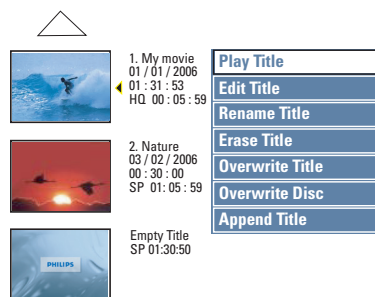 1. My movie
01 / 01 / 2006
01 : 31 : 53
HQ 00 : 05 : 59
2. Nature
03 / 02 / 2006
00 : 30 : 00
SP 01: 05 : 59
PHILIPS
Empty Title
SP 01:30:50
Play Title
Edit Title
Rename Title
Erase Title
Overwrite Title
Overwrite Disc
Append Title